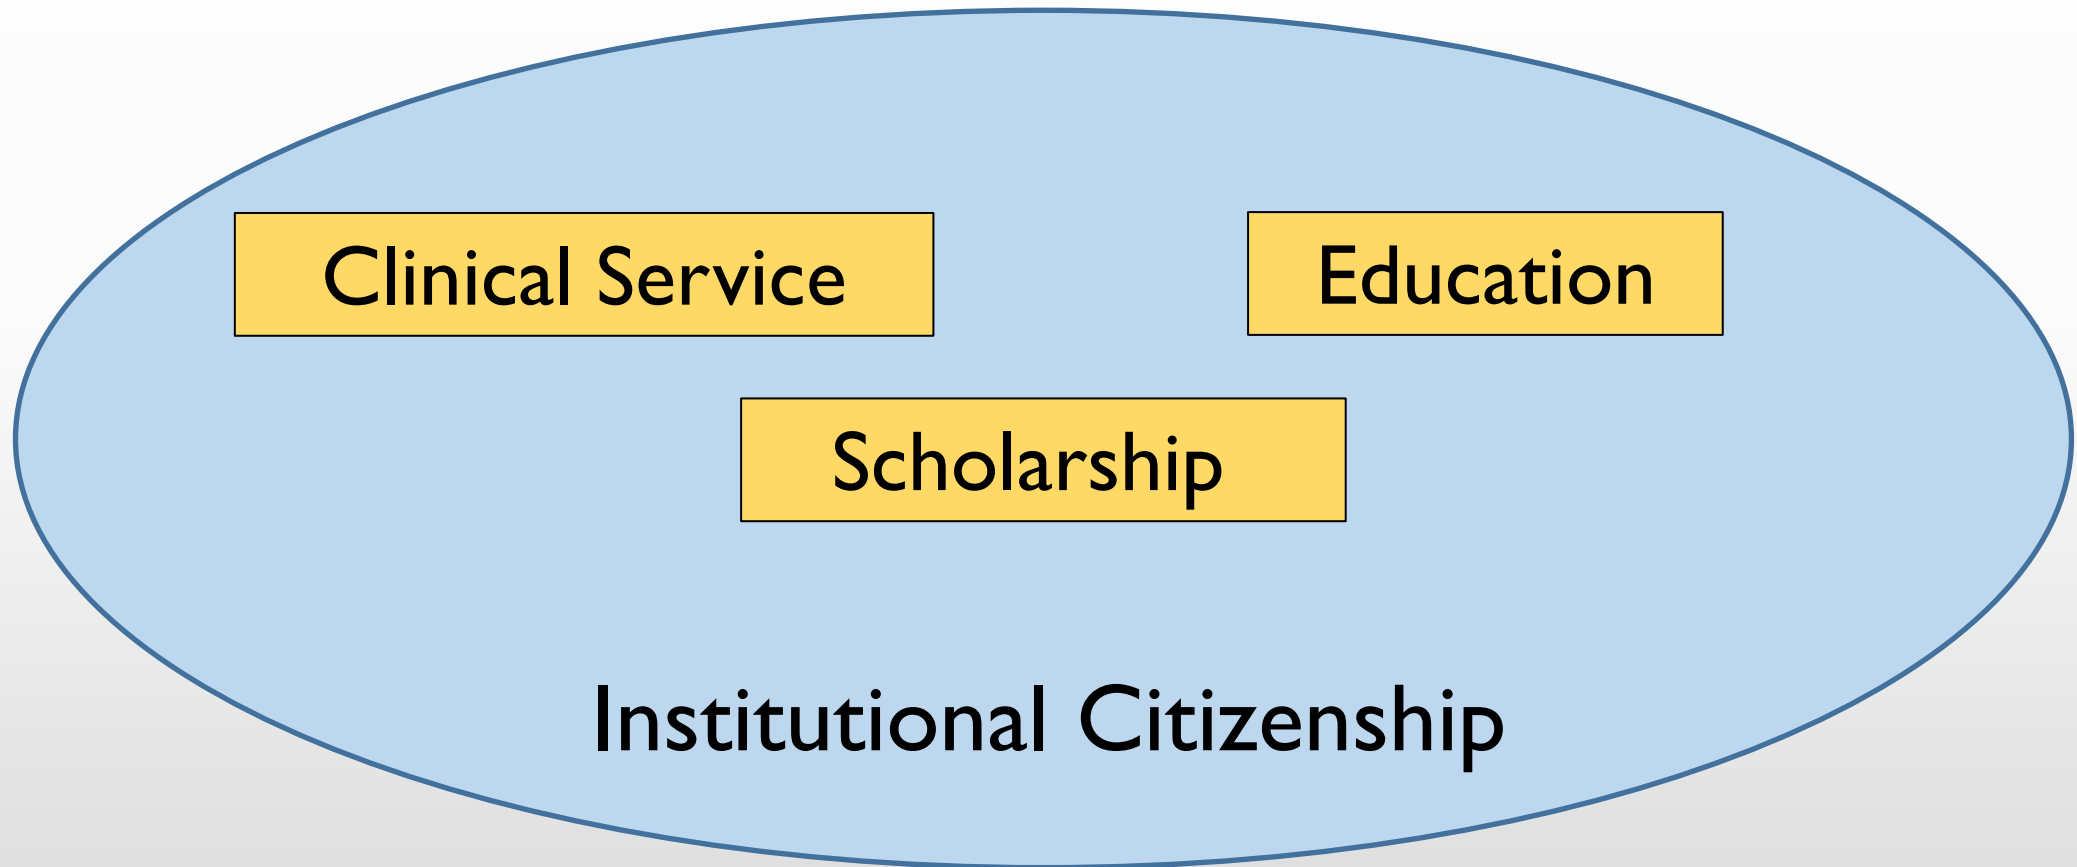 Clinical Service
Education
Scholarship
Institutional Citizenship